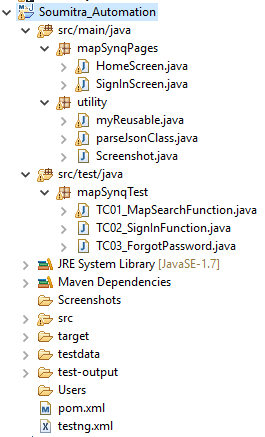 Soumitra_Automation
src/main/java
mapSynqPages
HomeScreen.java
SignInScreen.java
utility
myReusable.java
parseJsonClass.java
Screenshot.java
src/test/java
mapSynqTest
TC01_MapSearchFunction.java
TC02_SignInFunction.java
TC03_ForgotPassword.java
JRE System Library [JavaSE-1.7]
Maven Dependencies
Screenshots
src
target
testdata
test-output
Users
pom.xml
testng.xml